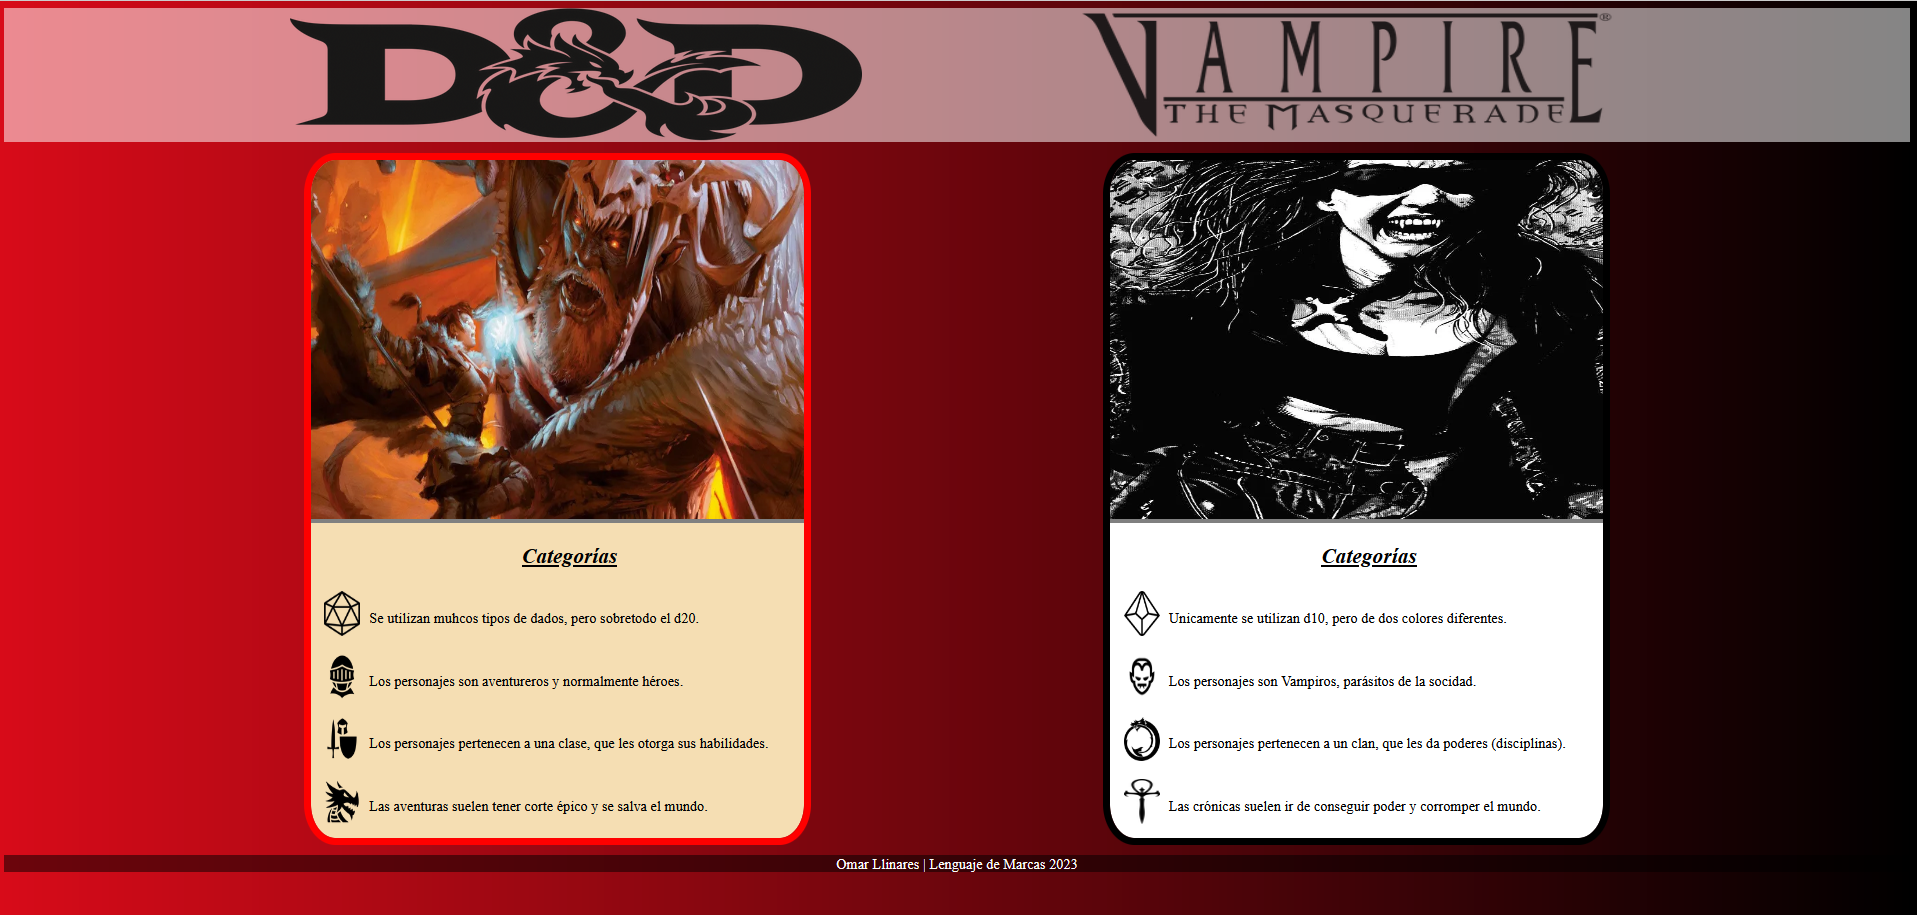 D&D
VAMPIRE®
THE MASQUERADE
Categorías
Se utilizan muhcos tipos de dados, pero sobretodo el d20.
Los personajes son aventureros y normalmente héroes.
Los personajes pertenecen a una clase, que les otorga sus habilidades.
Las aventuras suelen tener corte épico y se salva el mundo.
Categorías
Unicamente se utilizan d10, pero de dos colores diferentes.
Los personajes son Vampiros, parásitos de la socidad.
Los personajes pertenecen a un clan, que les da poderes (disciplinas).
Las crónicas suelen ir de conseguir poder y corromper el mundo.
Omar Llinares | Lenguaje de Marcas 2023